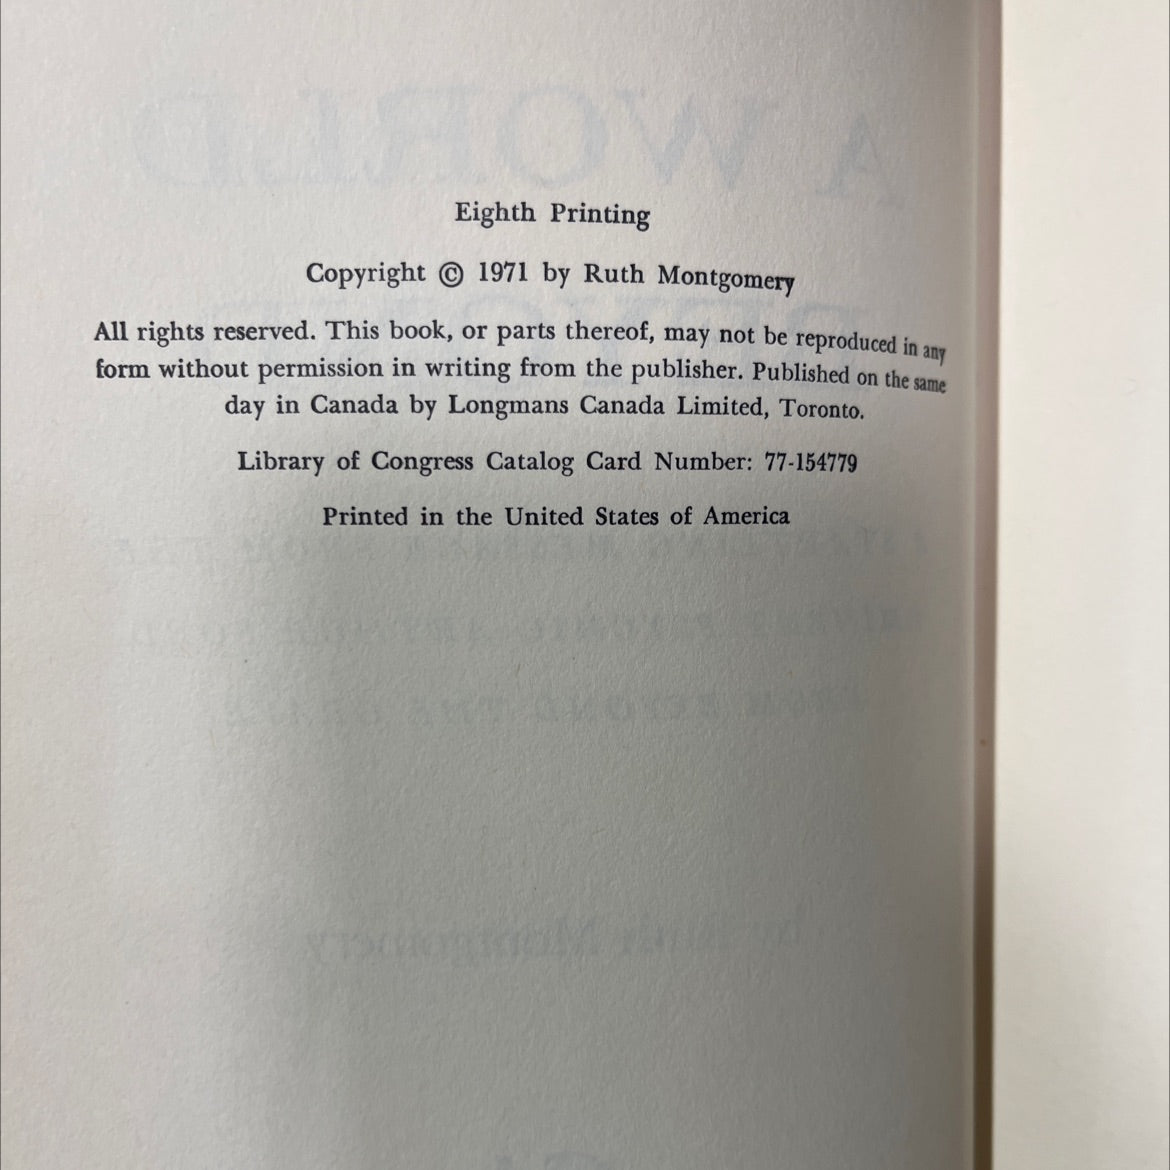 Eighth Printing
Copyright © 1971 by Ruth Montgomery
All rights reserved. This book, or parts thereof, may not be reproduced in any
form without permission in writing from the publisher. Published on the same
day in Canada by Longmans Canada Limited, Toronto.
Library of Congress Catalog Card Number: 77-154779
Printed in the United States of America